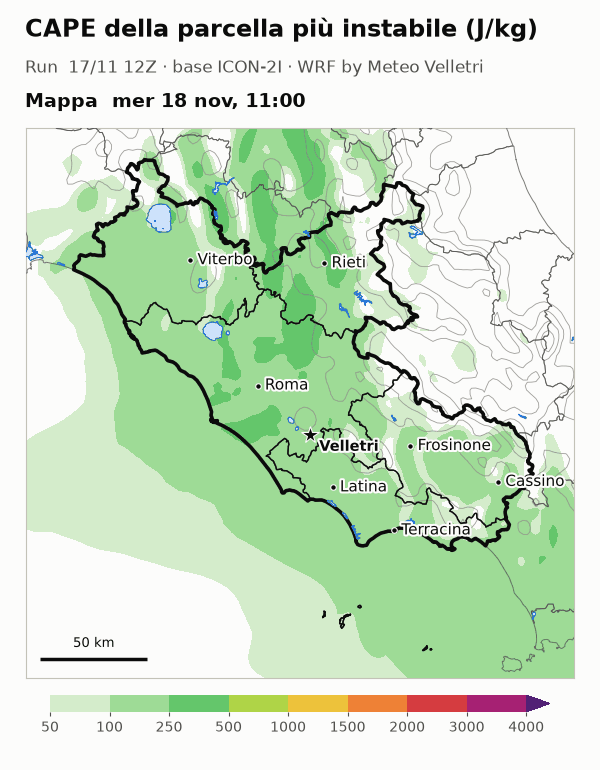 CAPE della parcella più instabile (J/kg)
Run 17/11 12Z · base ICON-2I · WRF by Meteo Velletri
Mappa mer 18 nov, 11:00
Viterbo
Rieti
Roma
Velletri
Frosinone
Cassino
Latina
Terracina
50 km
50 100 250 500 1000 1500 2000 3000 4000